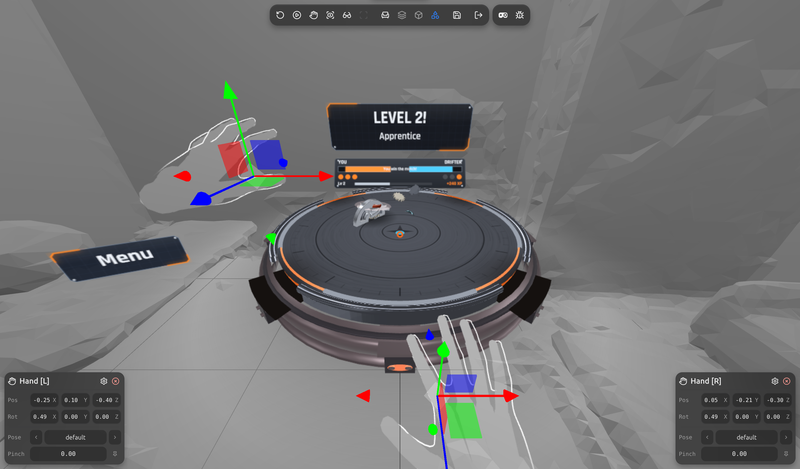 LEVEL 2!
Apprentice
YOU
DRIFTER
Menu
Hand [L]
Pos -0.25 X 0.10 Y -0.40 Z
Rot 0.49 X 0.00 Y 0.00 Z
Pose default
Pinch 0.00
Hand [R]
Pos 0.05 X -0.21 Y -0.30 Z
Rot 0.49 X 0.00 Y 0.00 Z
Pose default
Pinch 0.00